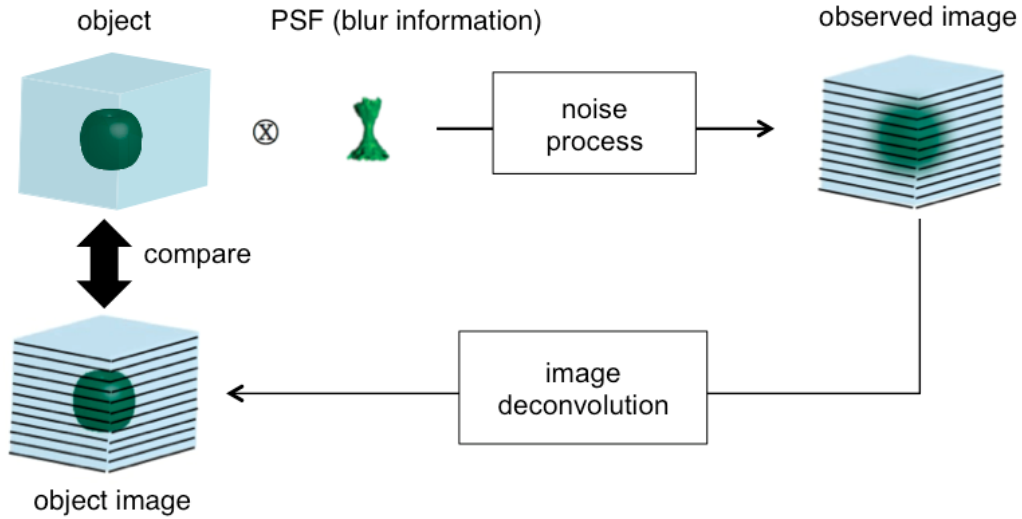 object
PSF (blur information)
observed image
ⓧ
noise
process
compare
image
deconvolution
object image